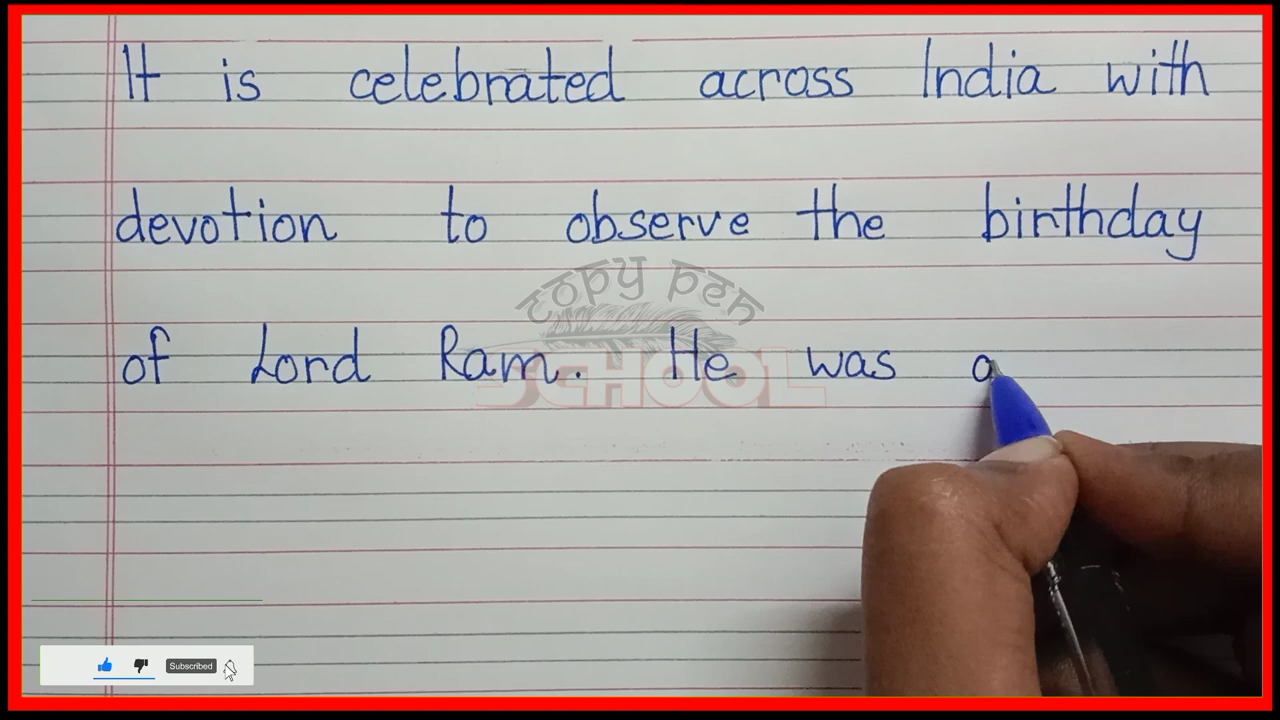 It is celebrated across India with
devotion to observe the birthday
copy pen
of Lord Ram. He was a
SCHOOL
Subscribed